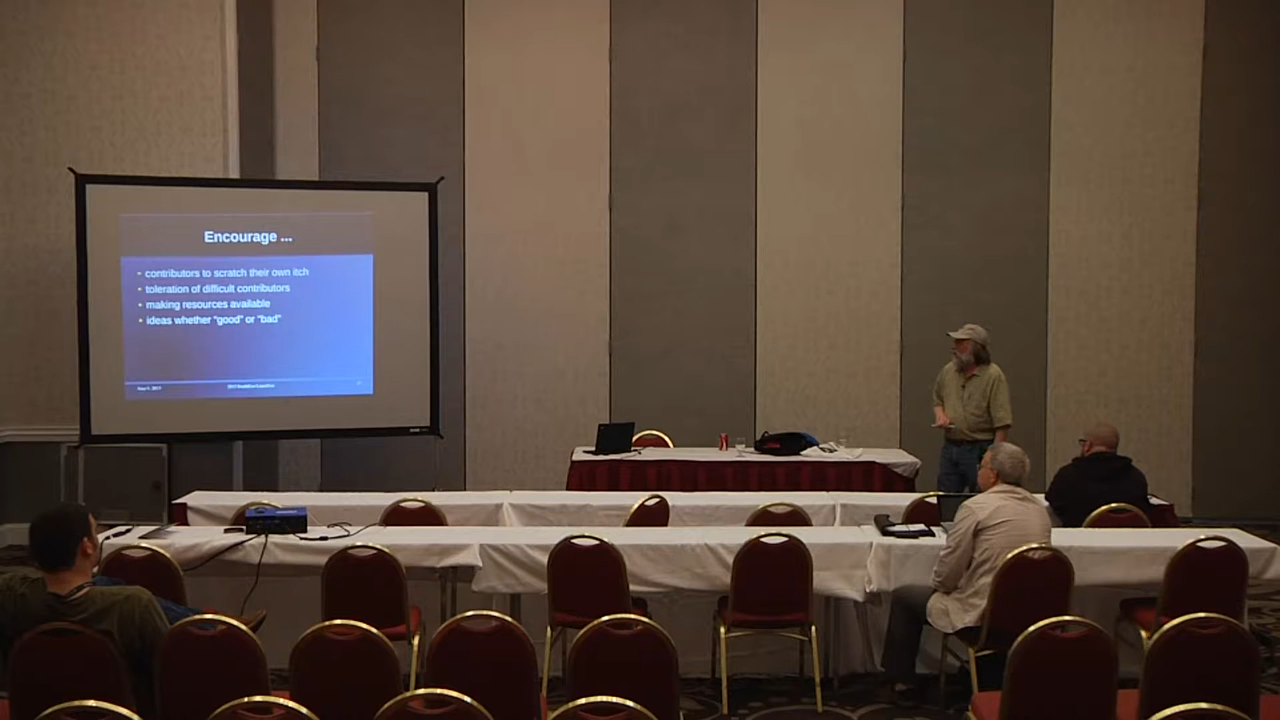 Encourage ...
- contributors to scratch their own itch
• toleration of difficult contributors
• making resources available
• ideas whether “good” or “bad”